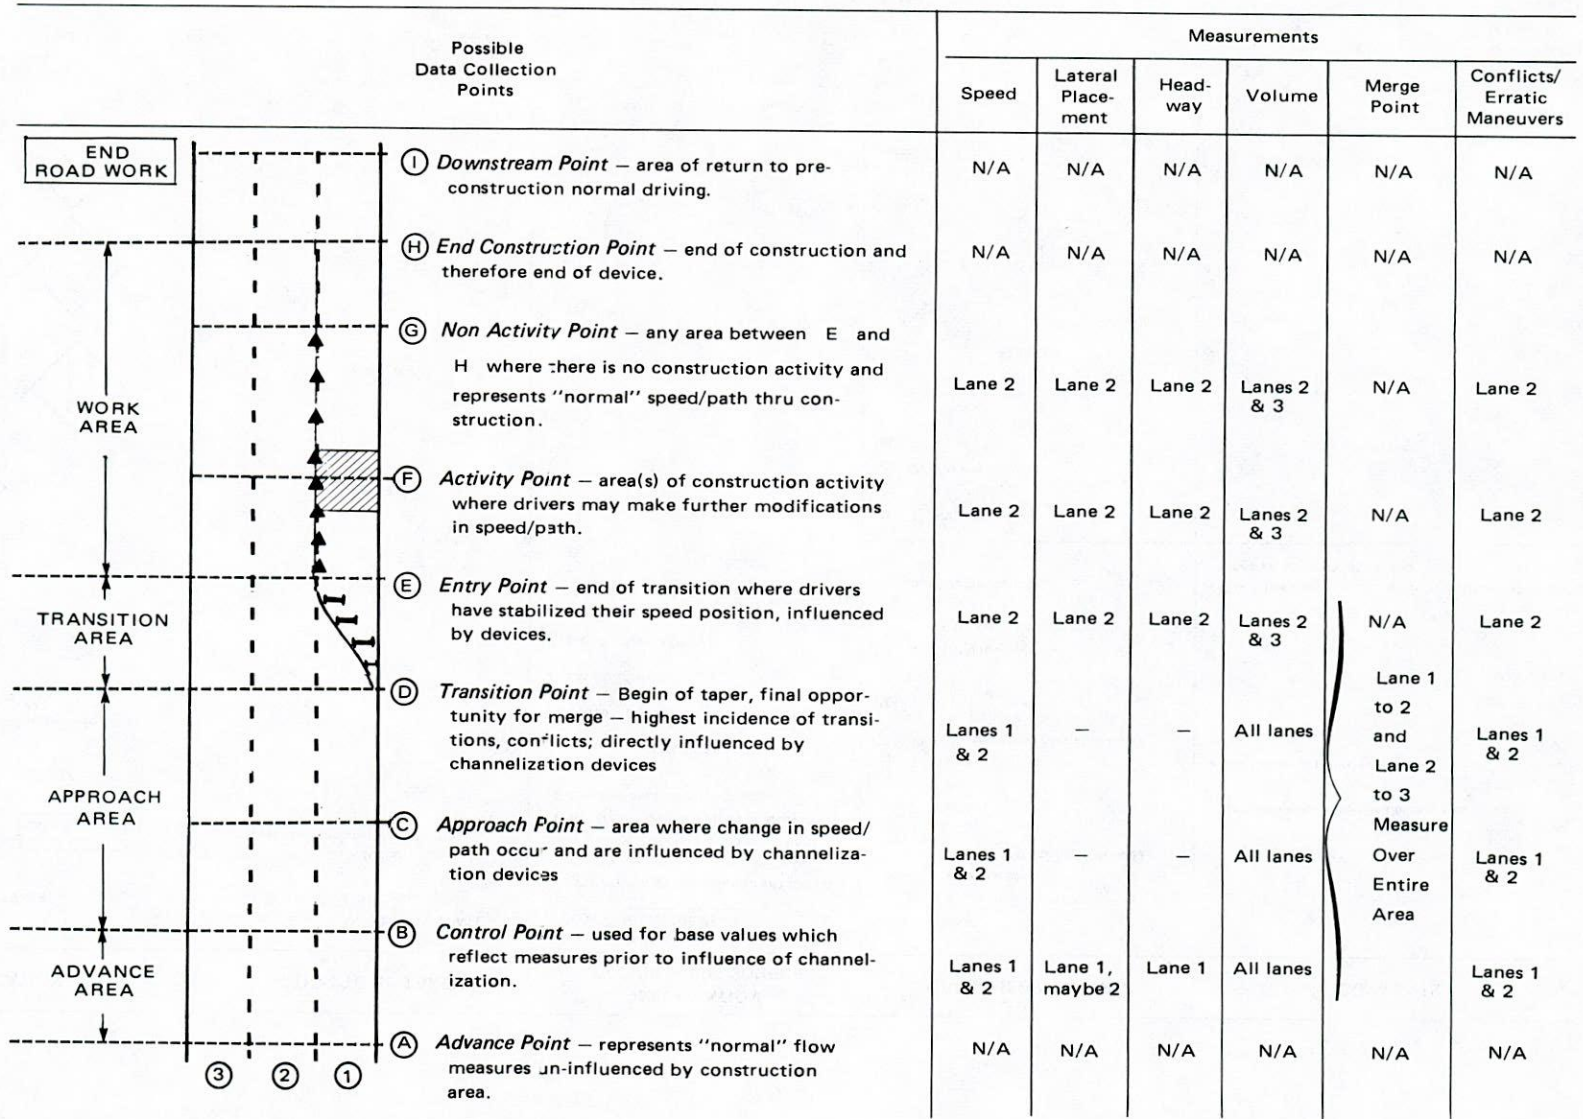 Possible
Data Collection
Points
Measurements
Speed
Lateral
Place-
ment
Head-
way
Volume
Merge
Point
Conflicts/
Erratic
Maneuvers
END
ROAD WORK
I Downstream Point — area of return to pre-
construction normal driving.
N/A N/A N/A N/A N/A N/A
H End Construction Point — end of construction and
therefore end of device.
N/A N/A N/A N/A N/A N/A
G Non Activity Point — any area between E and
H where there is no construction activity and
represents "normal" speed/path thru con-
struction.
Lane 2 Lane 2 Lane 2 Lanes 2 N/A Lane 2
& 3
WORK
AREA
F Activity Point — area(s) of construction activity
where drivers may make further modifications
in speed/path.
Lane 2 Lane 2 Lane 2 Lanes 2 N/A Lane 2
& 3
E Entry Point — end of transition where drivers
have stabilized their speed position, influenced
by devices.
Lane 2 Lane 2 Lane 2 Lanes 2 N/A Lane 2
& 3
TRANSITION
AREA
D Transition Point — Begin of taper, final oppor-
tunity for merge — highest incidence of transi-
tions, conflicts; directly influenced by
channelization devices
Lanes 1 — — All lanes Lanes 1
& 2 & 2
Lane 1
to 2
and
Lane 2
to 3
Measure
Over
Entire
Area
APPROACH
AREA
C Approach Point — area where change in speed/
path occur and are influenced by channeliza-
tion devices
Lanes 1 — — All lanes Lanes 1
& 2 & 2
B Control Point — used for base values which
reflect measures prior to influence of channel-
ization.
Lanes 1 Lane 1, Lane 1 All lanes Lanes 1
& 2 maybe 2 & 2
ADVANCE
AREA
A Advance Point — represents "normal" flow
measures un-influenced by construction
area.
N/A N/A N/A N/A N/A N/A
3 2 1